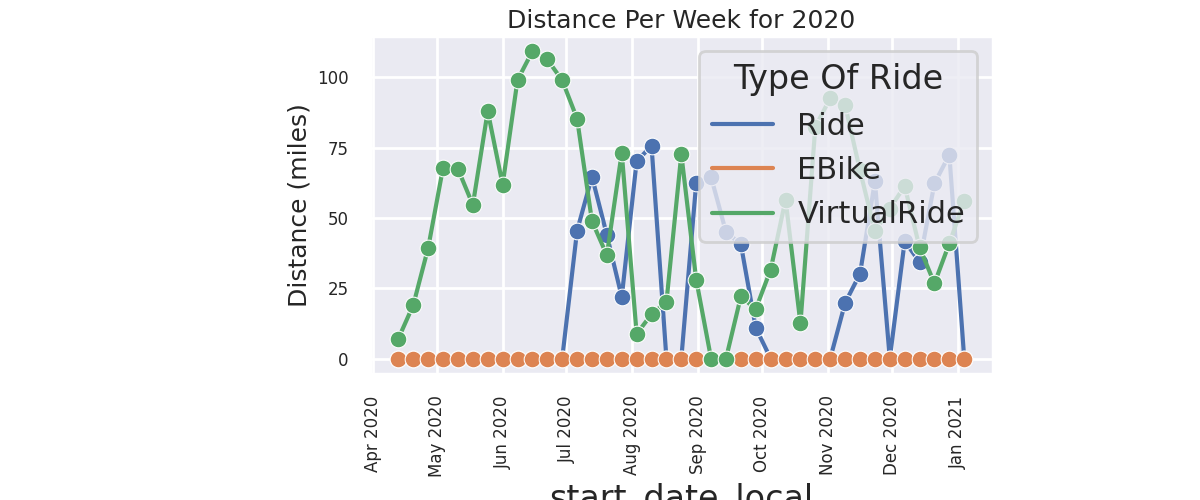 Distance Per Week for 2020
Distance (miles)
100
75
50
25
0
Type Of Ride
Ride
EBike
VirtualRide
Apr 2020
May 2020
Jun 2020
Jul 2020
Aug 2020
Sep 2020
Oct 2020
Nov 2020
Dec 2020
Jan 2021
start_date_local